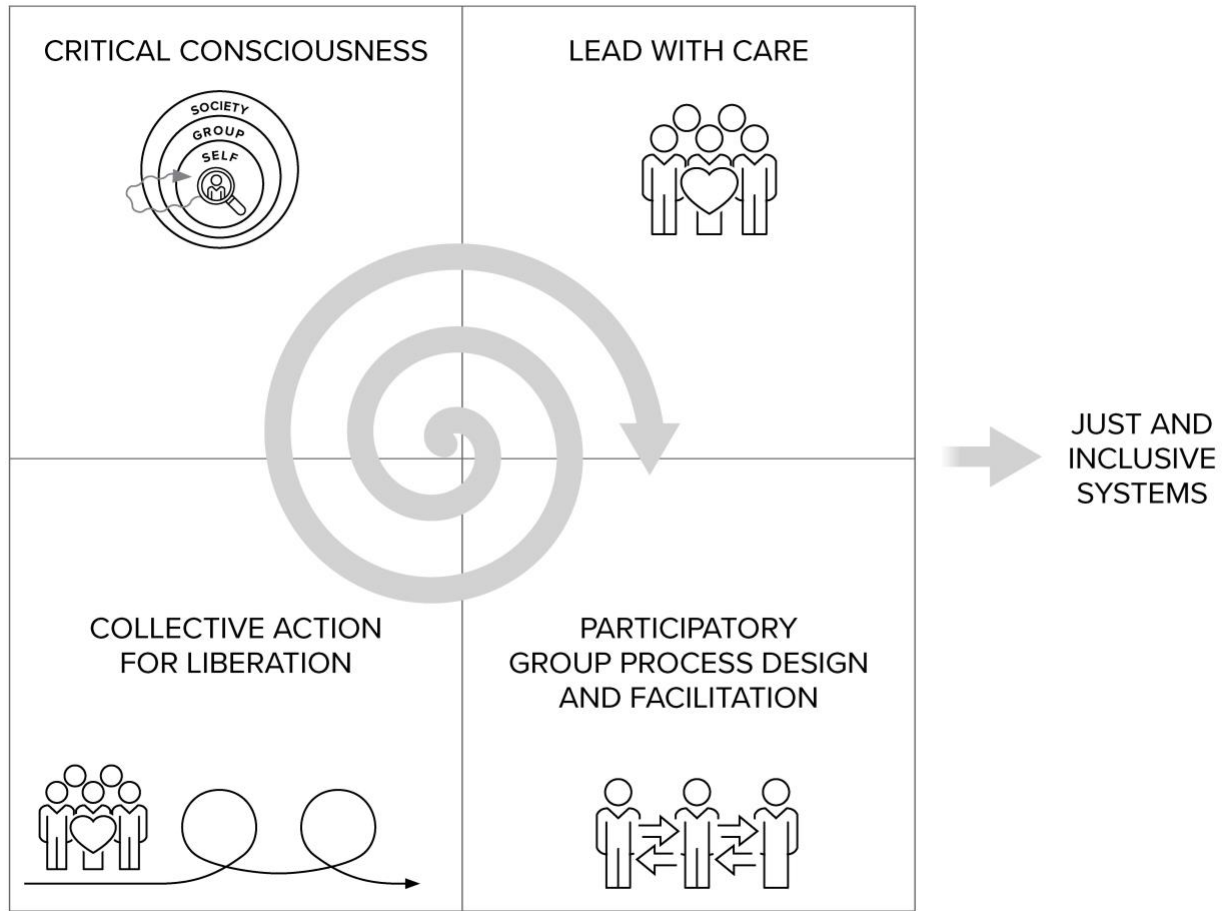 CRITICAL CONSCIOUSNESS
SOCIETY
GROUP
SELF
LEAD WITH CARE
COLLECTIVE ACTION
FOR LIBERATION
PARTICIPATORY
GROUP PROCESS DESIGN
AND FACILITATION
JUST AND
INCLUSIVE
SYSTEMS